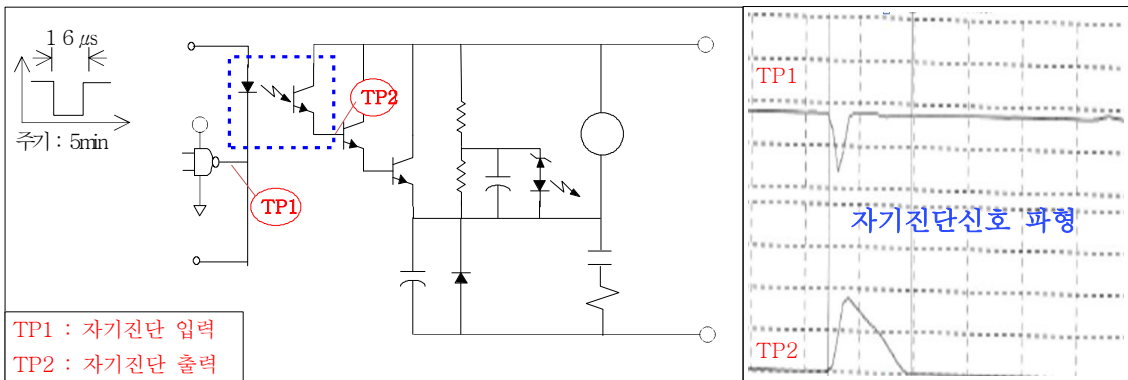 16㎲
주기 : 5min
TP2
TP1
TP1 : 자기진단 입력
TP2 : 자기진단 출력
TP1
자기진단신호 파형
TP2